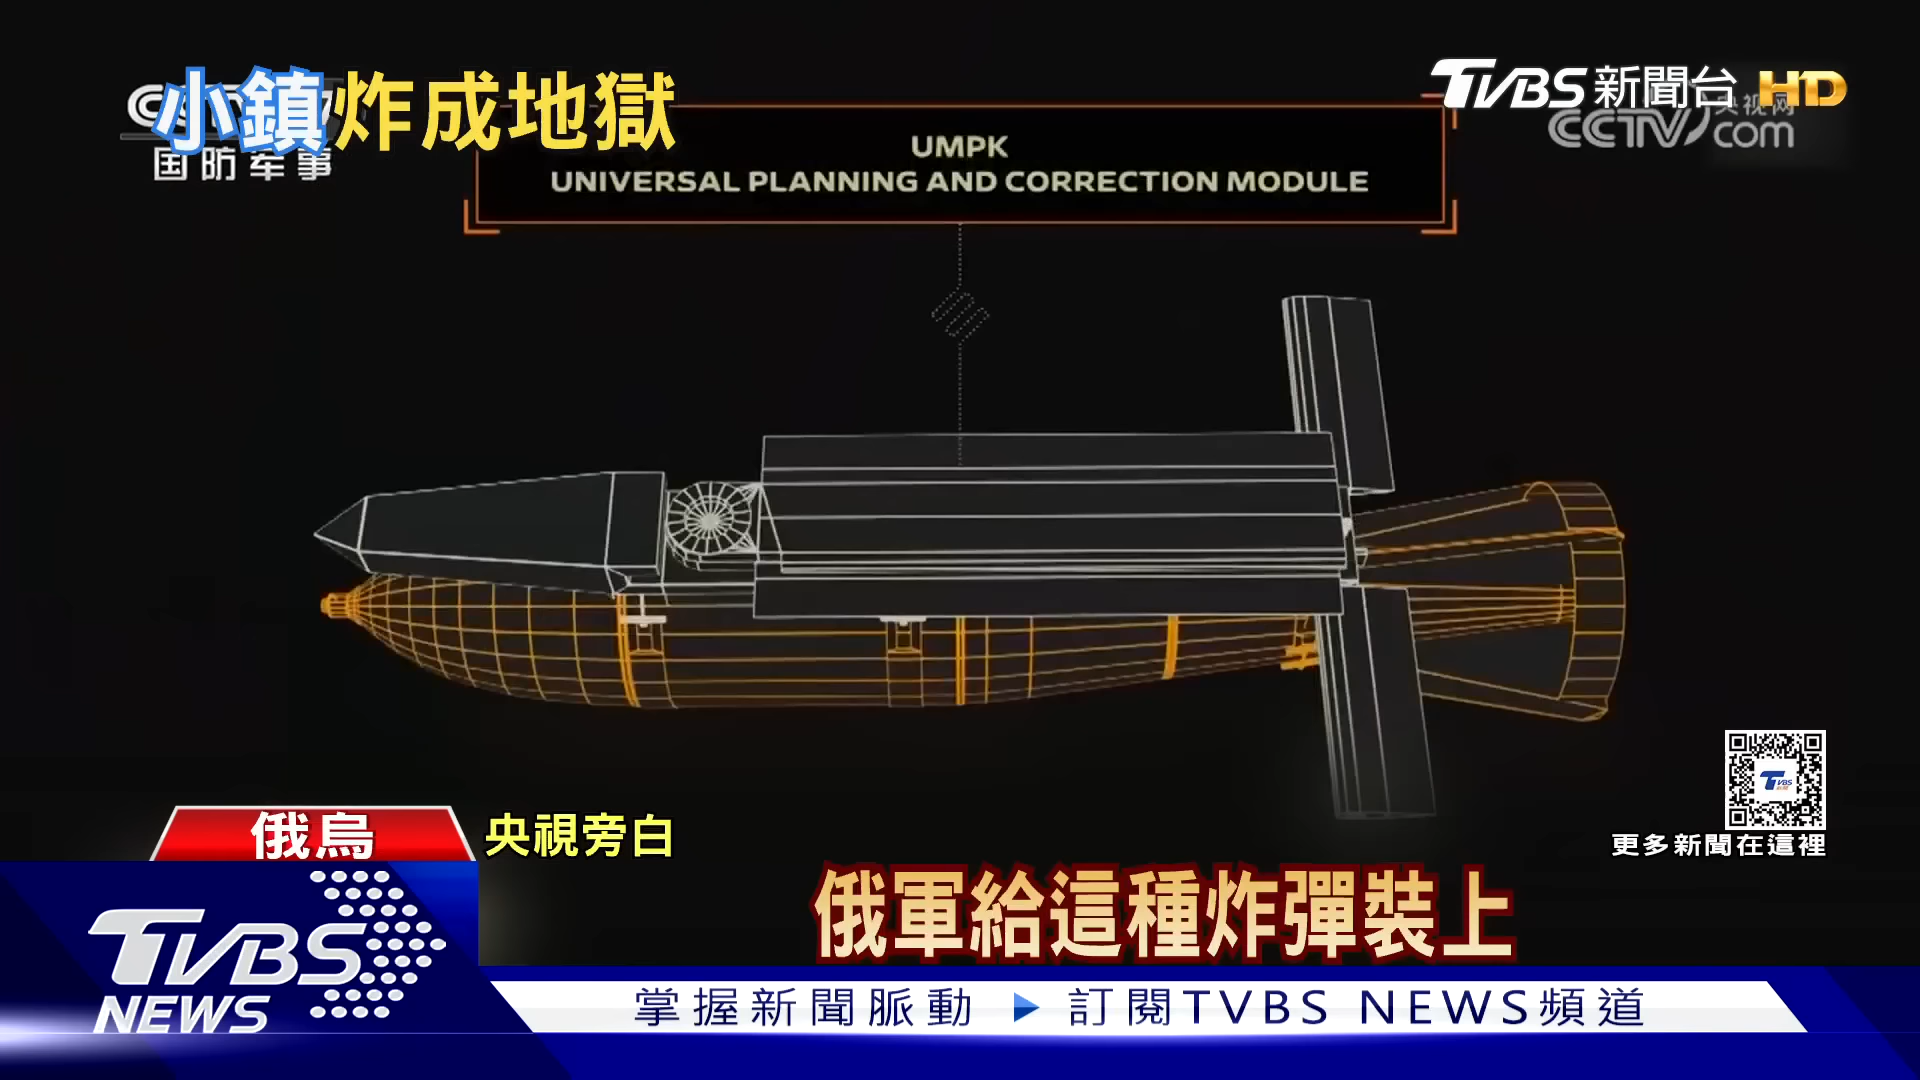 小鎮炸成地獄
国防军事
TVBS新聞台 HD
央视网
CCTV com
UMPK
UNIVERSAL PLANNING AND CORRECTION MODULE
更多新聞在這裡
俄烏
央視旁白
俄軍給這種炸彈裝上
TVBS
NEWS
掌握新聞脈動 ▶ 訂閱TVBS NEWS頻道